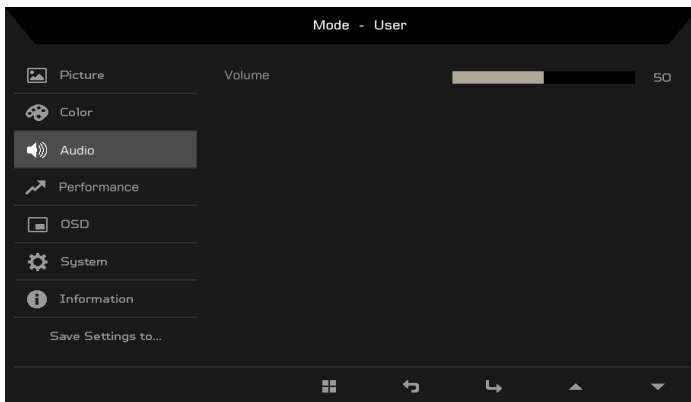 Mode - User
Picture
Volume 50
Color
Audio
Performance
OSD
System
Information
Save Settings to...